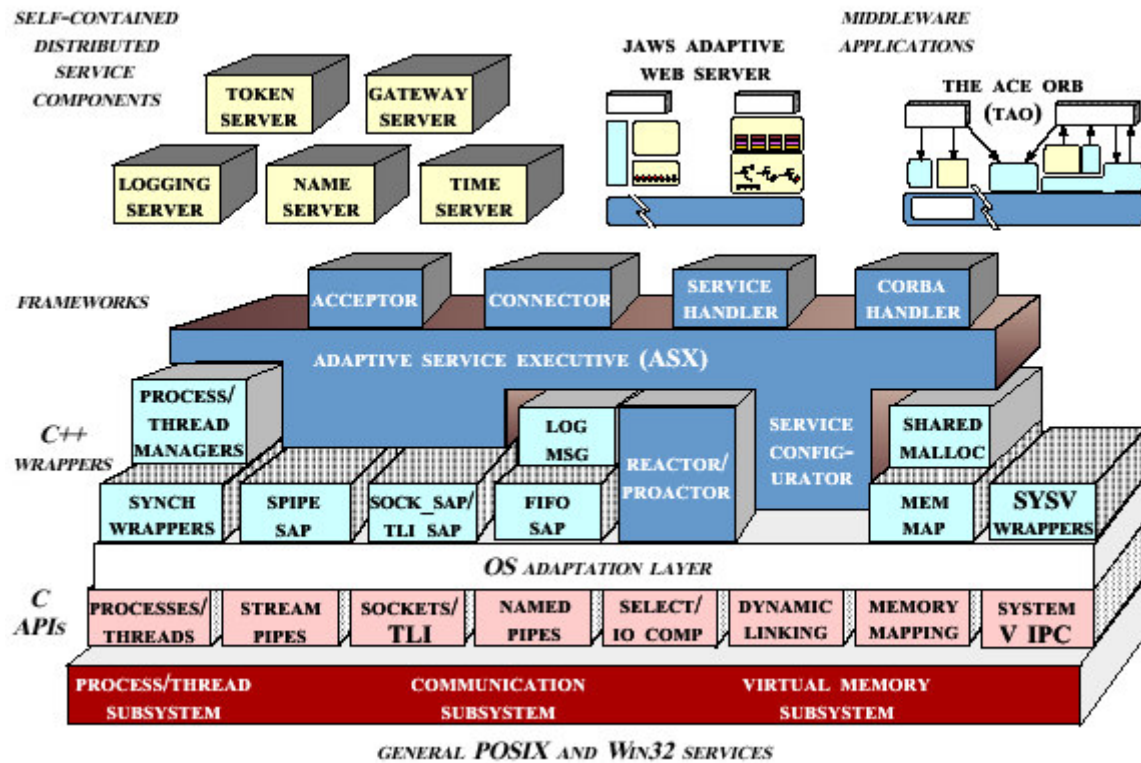 SELF-CONTAINED
DISTRIBUTED
SERVICE
COMPONENTS
TOKEN
SERVER
GATEWAY
SERVER
LOGGING
SERVER
NAME
SERVER
TIME
SERVER
JAWS ADAPTIVE
WEB SERVER
MIDDLEWARE
APPLICATIONS
THE ACE ORB
(TAO)
FRAMEWORKS
ACCEPTOR
CONNECTOR
SERVICE
HANDLER
CORBA
HANDLER
ADAPTIVE SERVICE EXECUTIVE (ASX)
C++
WRAPPERS
PROCESS/
THREAD
MANAGERS
LOG
MSG
REACTOR/
PROACTOR
SERVICE
CONFIG-
URATOR
SHARED
MALLOC
SYNCH
WRAPPERS
SPIPE
SAP
SOCK_SAP/
TLI SAP
FIFO
SAP
MEM
MAP
SYSV
WRAPPERS
OS ADAPTATION LAYER
C
APIs
PROCESSES/
THREADS
STREAM
PIPES
SOCKETS/
TLI
NAMED
PIPES
SELECT/
IO COMP
DYNAMIC
LINKING
MEMORY
MAPPING
SYSTEM
V IPC
PROCESS/THREAD
SUBSYSTEM
COMMUNICATION
SUBSYSTEM
VIRTUAL MEMORY
SUBSYSTEM
GENERAL POSIX AND WIN32 SERVICES